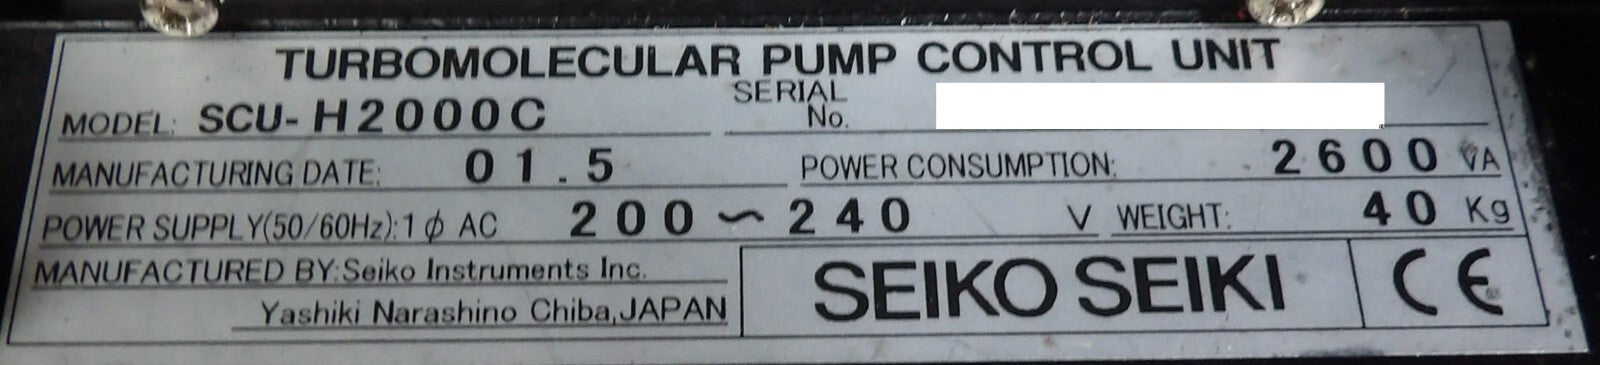 TURBOMOLECULAR PUMP CONTROL UNIT
MODEL: SCU-H2000C SERIAL No.
MANUFACTURING DATE: 01.5 POWER CONSUMPTION: 2600 VA
POWER SUPPLY(50/60Hz):1φ AC 200～240 V WEIGHT: 40 Kg
MANUFACTURED BY:Seiko Instruments Inc.
Yashiki Narashino Chiba,JAPAN
SEIKO SEIKI CE